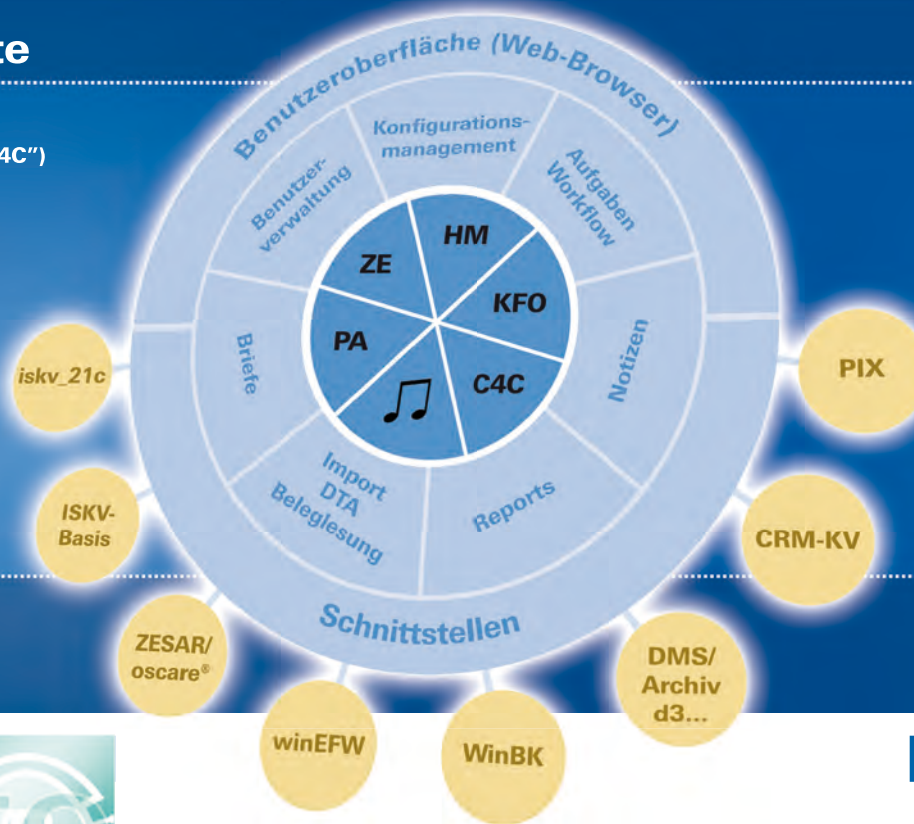 te
4C")
Benutzeroberfläche (Web-Browser)
Konfigurations-
management
Benutzer-
verwaltung
Aufgaben
Workflow
HM
ZE
KFO
PA
C4C
Briefe
Notizen
Import
DTA
Beleglesung
Reports
Schnittstellen
iskv_21c
PIX
ISKV-
Basis
CRM-KV
ZESAR/
oscare®
DMS/
Archiv
d3...
winEFW
WinBK